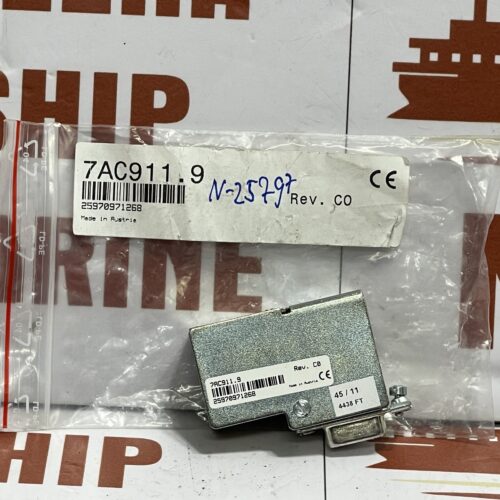 SHIP
7AC911.9
N-25797
Rev. C0
CE
25970971268
Made in Austria
RINE
7AC911.9
Rev. C0
CE
25970971268
Made in Austria
45/11
4438 FT
SHIP